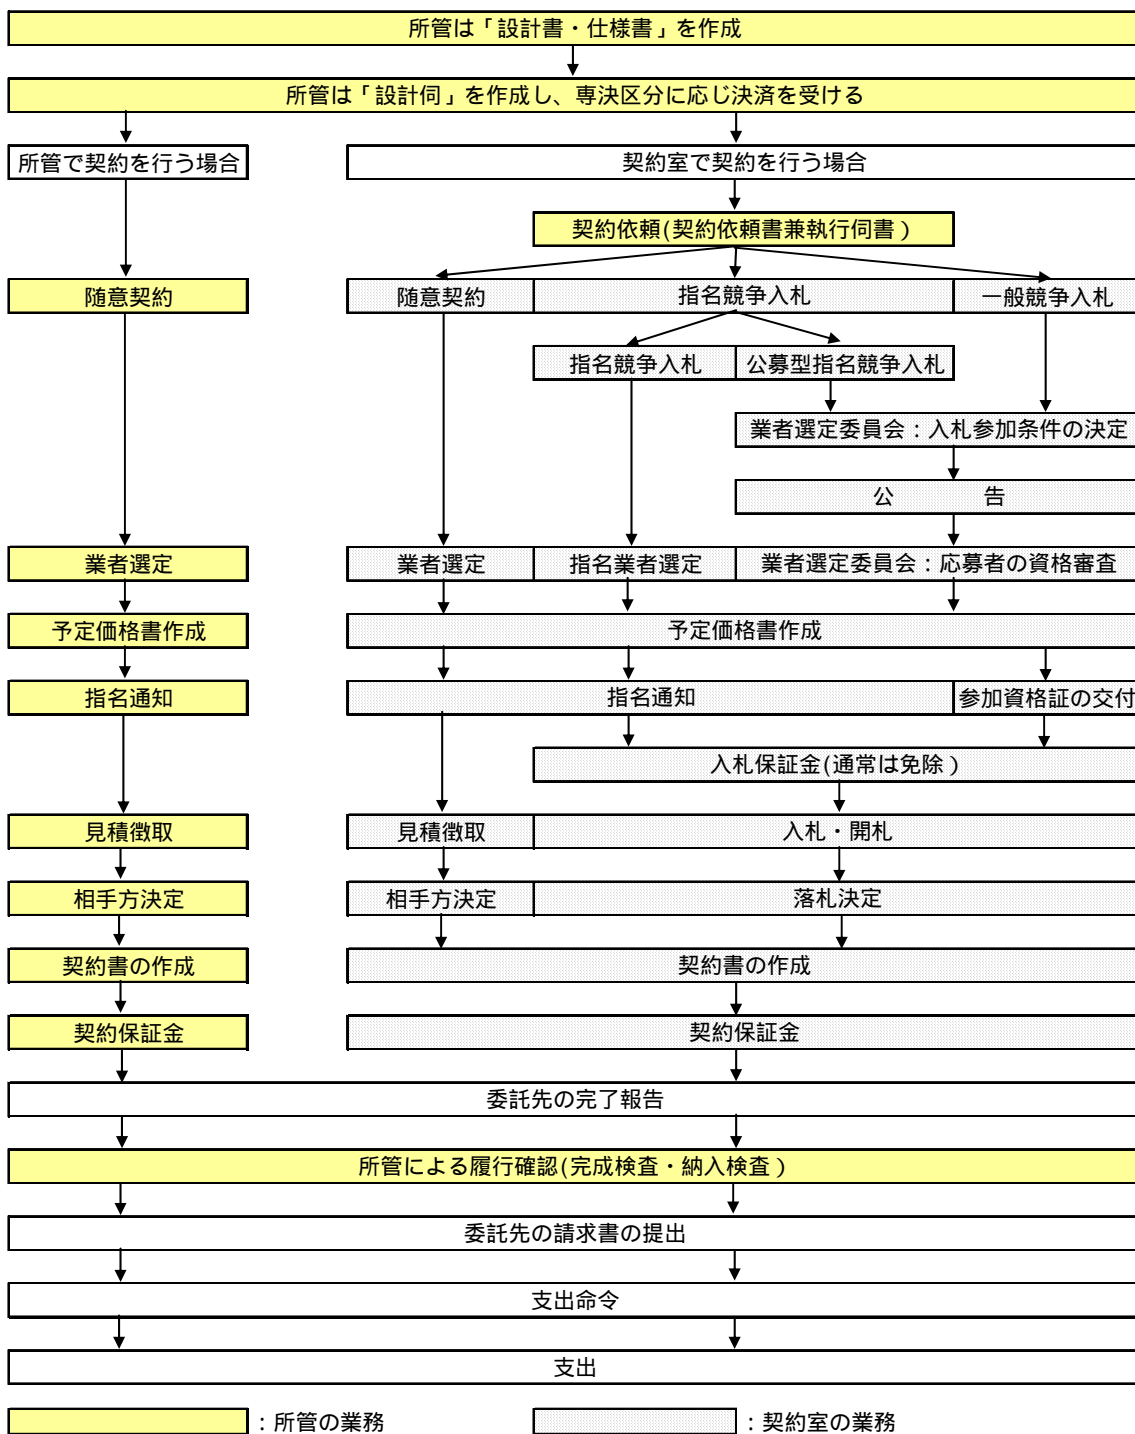 所管は「設計書・仕様書」を作成
所管は「設計伺」を作成し、専決区分に応じ決済を受ける
所管で契約を行う場合
契約室で契約を行う場合
契約依頼(契約依頼書兼執行伺書)
随意契約
随意契約
指名競争入札
一般競争入札
指名競争入札
公募型指名競争入札
業者選定委員会:入札参加条件の決定
公 告
業者選定
業者選定
指名業者選定
業者選定委員会:応募者の資格審査
予定価格書作成
予定価格書作成
指名通知
指名通知
参加資格証の交付
入札保証金(通常は免除)
見積徴取
見積徴取
入札・開札
相手方決定
相手方決定
落札決定
契約書の作成
契約書の作成
契約保証金
契約保証金
委託先の完了報告
所管による履行確認(完成検査・納入検査)
委託先の請求書の提出
支出命令
支出
:所管の業務
:契約室の業務